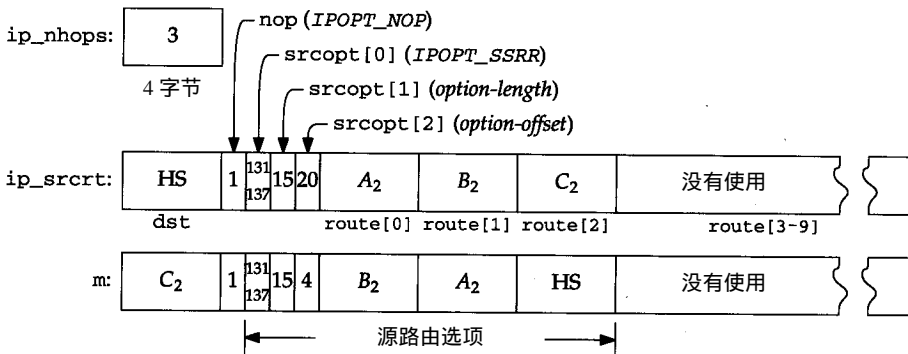 nop (IPOPT_NOP)
ip_nhops: 3
srcopt[0] (IPOPT_SSRR)
4 字节
srcopt[1] (option-length)
srcopt[2] (option-offset)
ip_srcrt: HS 1 131 137 15 20 A2 B2 C2 没有使用
dst route[0] route[1] route[2] route[3-9]
m: C2 1 131 137 15 4 B2 A2 HS 没有使用
源路由选项